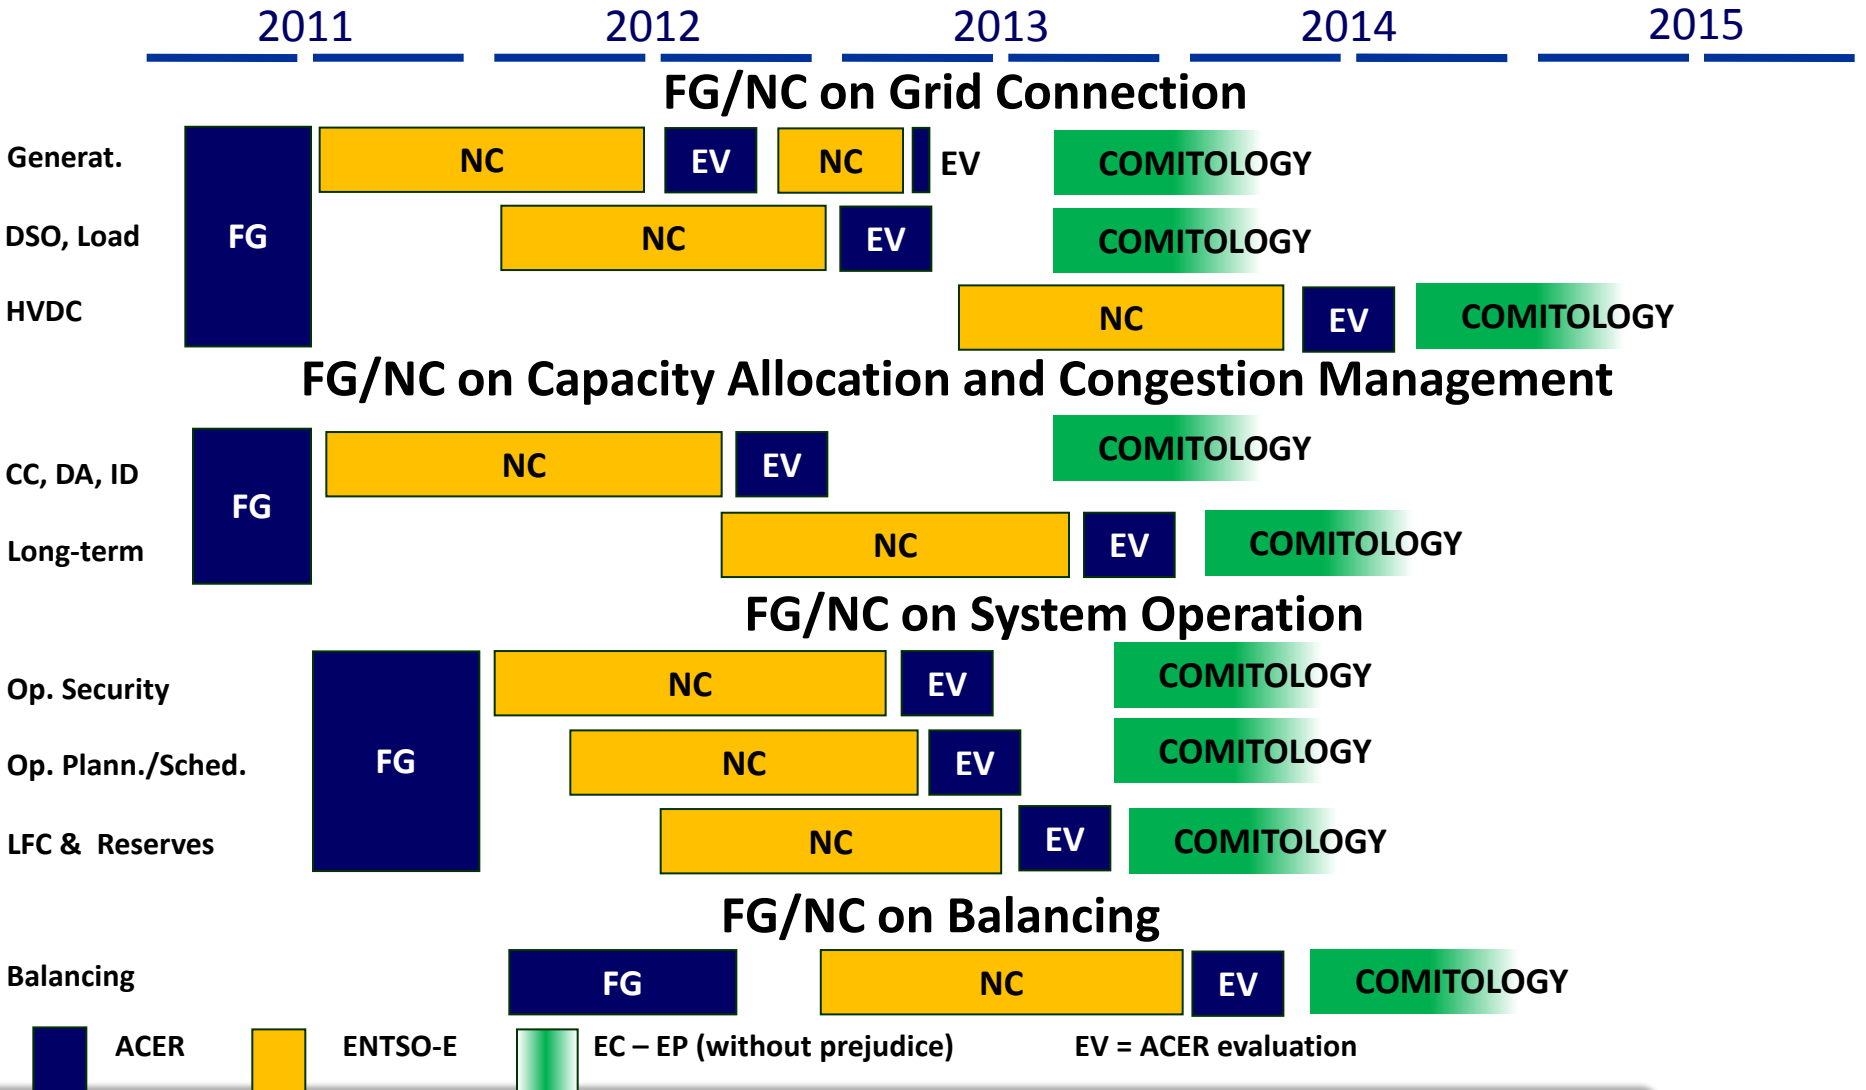 2011 2012 2013 2014 2015
FG/NC on Grid Connection
Generat. NC EV NC EV COMITOLOGY
FG
DSO, Load NC EV COMITOLOGY
HVDC NC EV COMITOLOGY
FG/NC on Capacity Allocation and Congestion Management
CC, DA, ID NC EV COMITOLOGY
FG
Long-term NC EV COMITOLOGY
FG/NC on System Operation
Op. Security NC EV COMITOLOGY
Op. Plann./Sched. FG NC EV COMITOLOGY
LFC & Reserves NC EV COMITOLOGY
FG/NC on Balancing
Balancing FG NC EV COMITOLOGY
ACER ENTSO-E EC – EP (without prejudice) EV = ACER evaluation